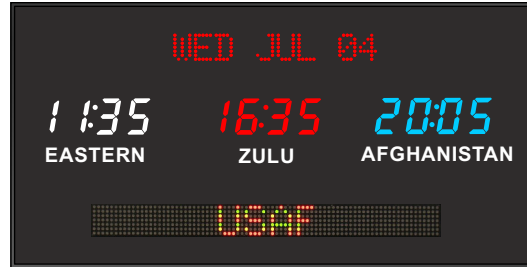 WED JUL 04
11:35 16:35 20:05
EASTERN ZULU AFGHANISTAN
USAF